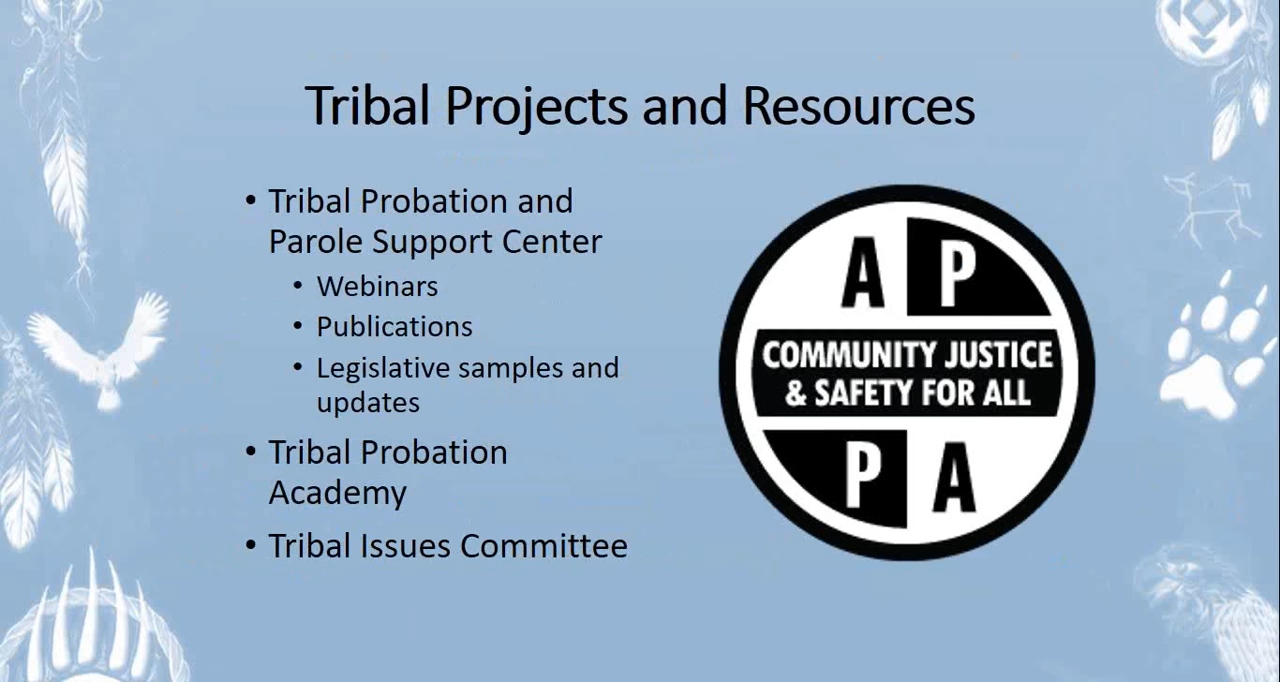 Tribal Projects and Resources
• Tribal Probation and
Parole Support Center
• Webinars
• Publications
• Legislative samples and
updates
• Tribal Probation
Academy
• Tribal Issues Committee
A P
COMMUNITY JUSTICE
& SAFETY FOR ALL
P A